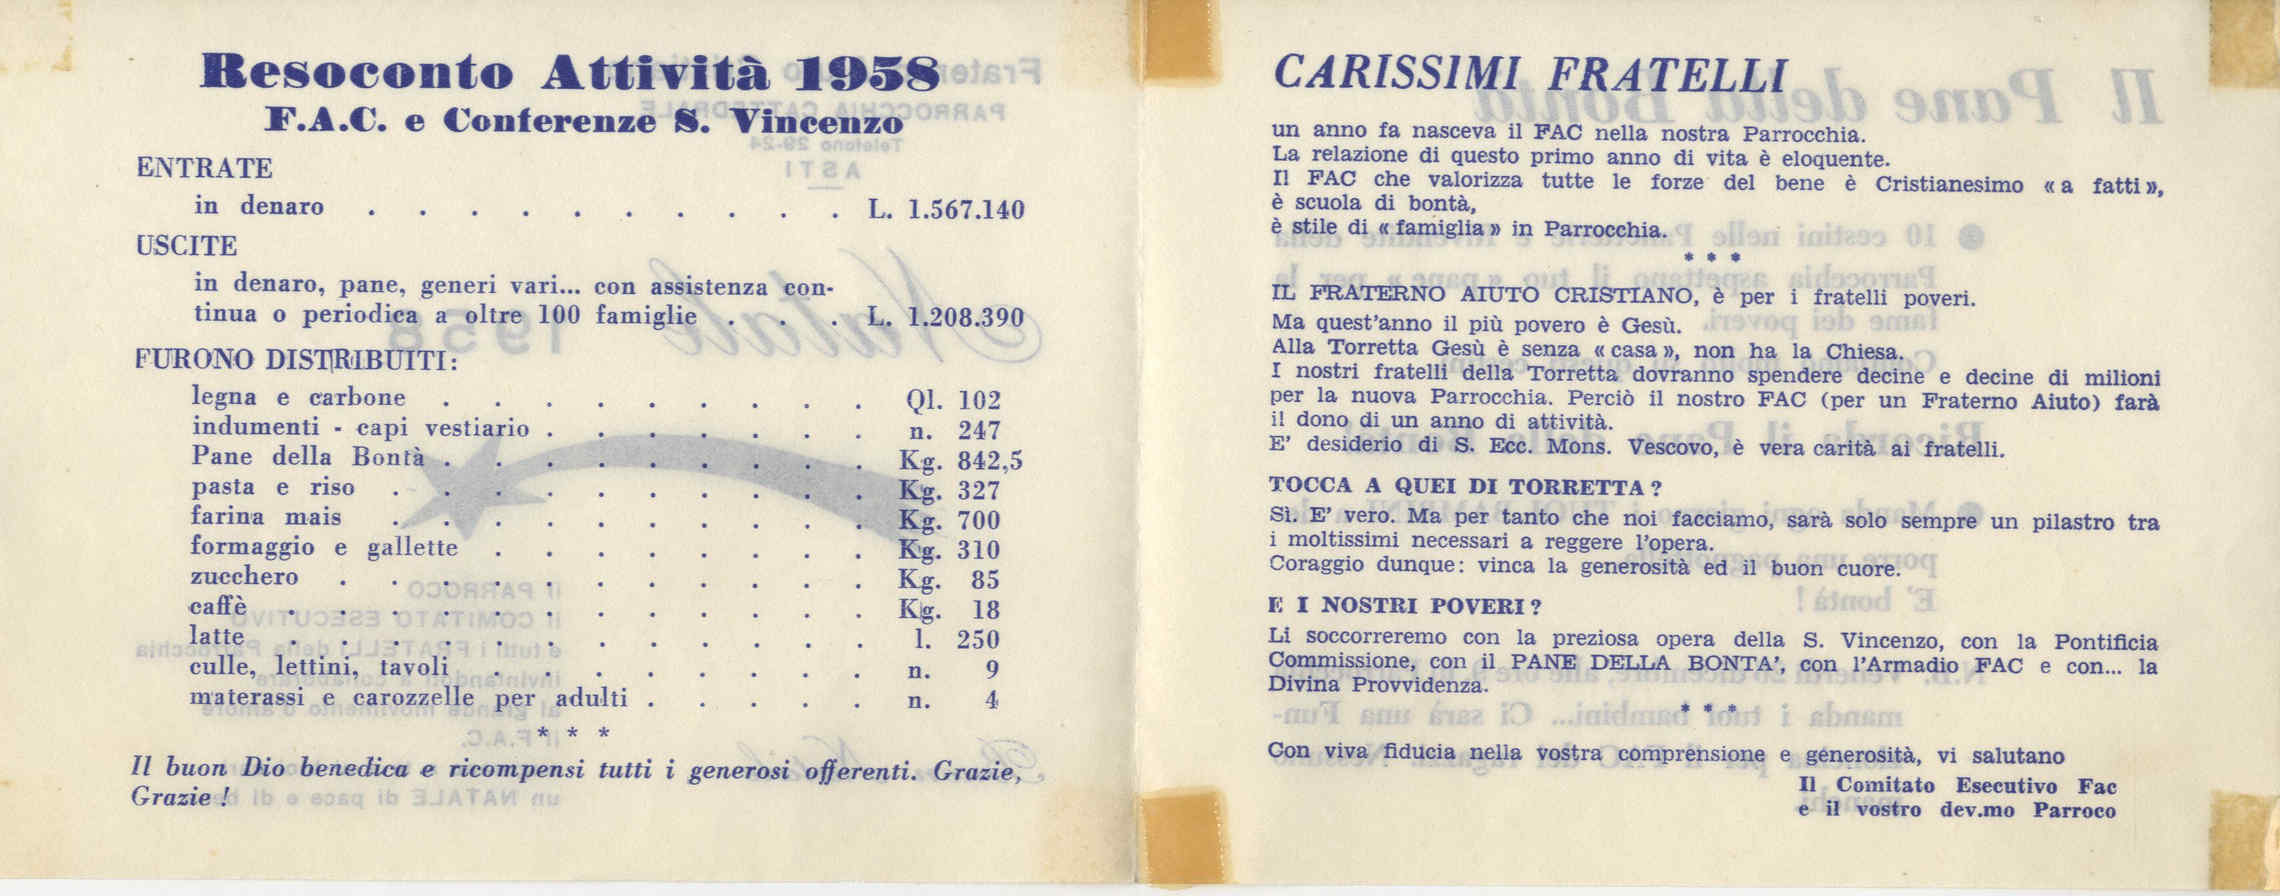 Resoconto Attività 1958
F.A.C. e Conferenze S. Vincenzo
ENTRATE
in denaro . . . . . . . . . . L. 1.567.140
USCITE
in denaro, pane, generi vari... con assistenza con-
tinua o periodica a oltre 100 famiglie . . . L. 1.208.390
FURONO DISTRIBUITI:
legna e carbone . . . . . . . . . Ql. 102
indumenti - capi vestiario . . . . . . . n. 247
Pane della Bontà . . . . . . . . . Kg. 842,5
pasta e riso . . . . . . . . . . Kg. 327
farina mais . . . . . . . . . . Kg. 700
formaggio e gallette . . . . . . . . Kg. 310
zucchero . . . . . . . . . . . Kg. 85
caffè . . . . . . . . . . . . Kg. 18
latte . . . . . . . . . . . . l. 250
culle, lettini, tavoli . . . . . . . . n. 9
materassi e carozzelle per adulti . . . . . n. 4
* * *
Il buon Dio benedica e ricompensi tutti i generosi offerenti. Grazie,
Grazie !
CARISSIMI FRATELLI
un anno fa nasceva il FAC nella nostra Parrocchia.
La relazione di questo primo anno di vita è eloquente.
Il FAC che valorizza tutte le forze del bene è Cristianesimo « a fatti »,
è scuola di bontà,
è stile di « famiglia » in Parrocchia.
* * *
IL FRATERNO AIUTO CRISTIANO, è per i fratelli poveri.
Ma quest'anno il più povero è Gesù.
Alla Torretta Gesù è senza « casa », non ha la Chiesa.
I nostri fratelli della Torretta dovranno spendere decine e decine di milioni
per la nuova Parrocchia. Perciò il nostro FAC (per un Fraterno Aiuto) farà
il dono di un anno di attività.
E' desiderio di S. Ecc. Mons. Vescovo, è vera carità ai fratelli.
TOCCA A QUEI DI TORRETTA ?
Sì. E' vero. Ma per tanto che noi facciamo, sarà solo sempre un pilastro tra
i moltissimi necessari a reggere l'opera.
Coraggio dunque: vinca la generosità ed il buon cuore.
E I NOSTRI POVERI ?
Li soccorreremo con la preziosa opera della S. Vincenzo, con la Pontificia
Commissione, con il PANE DELLA BONTA', con l'Armadio FAC e con... la
Divina Provvidenza.
* * *
Con viva fiducia nella vostra comprensione e generosità, vi salutano
Il Comitato Esecutivo Fac
e il vostro dev.mo Parroco